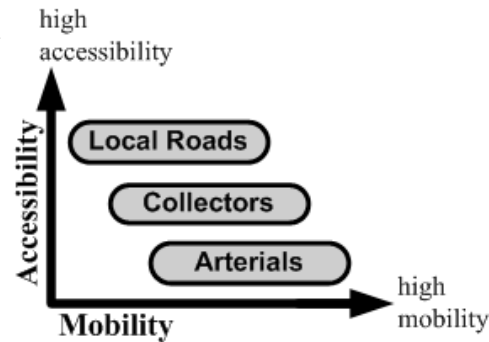 high
accessibility
Accessibility
Local Roads
Collectors
Arterials
high
mobility
Mobility